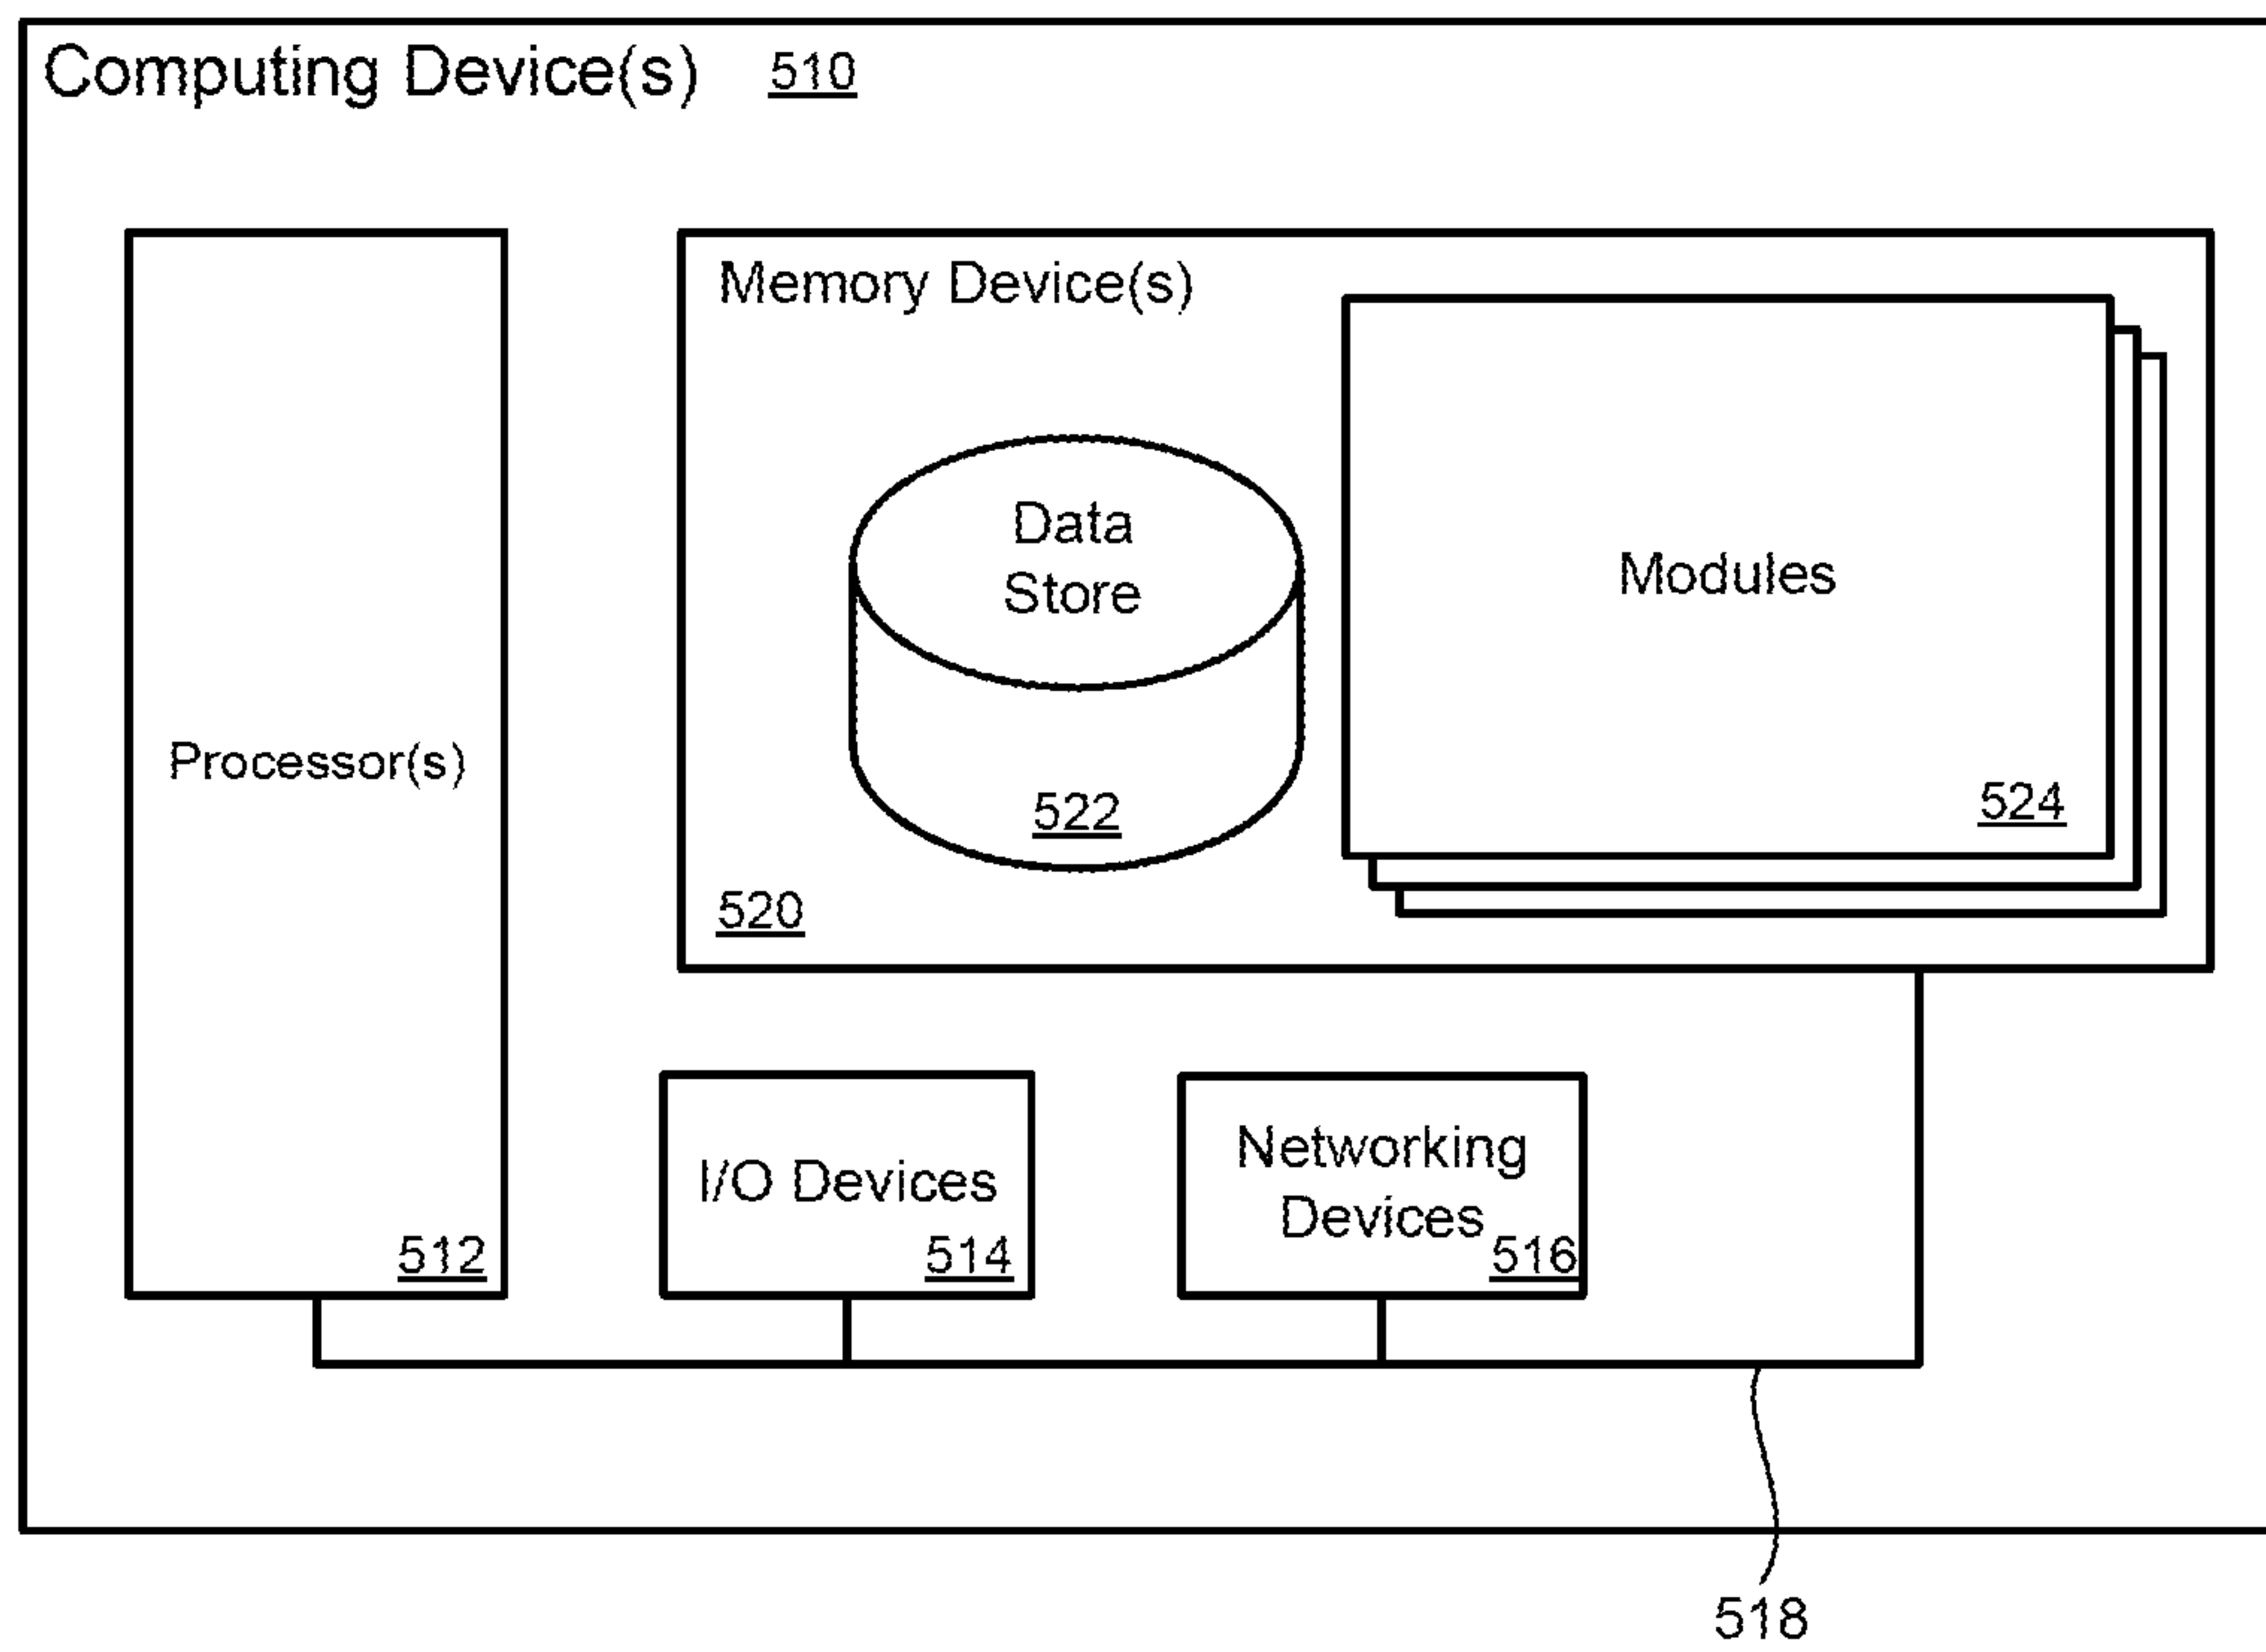 Computing Device(s) 510
Memory Device(s)
Data
Store
Modules
Processor(s)
522
524
520
I/O Devices
Networking
Devices
512
514
516
518